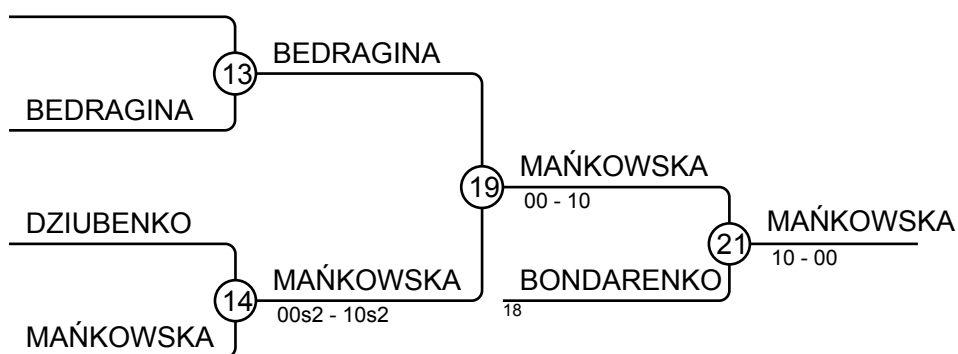 BEDRAGINA
13
BEDRAGINA
MAŃKOWSKA
19
00 - 10
DZIUBENKO
MAŃKOWSKA
21
10 - 00
MAŃKOWSKA
BONDARENKO
14
00s2 - 10s2
18
MAŃKOWSKA